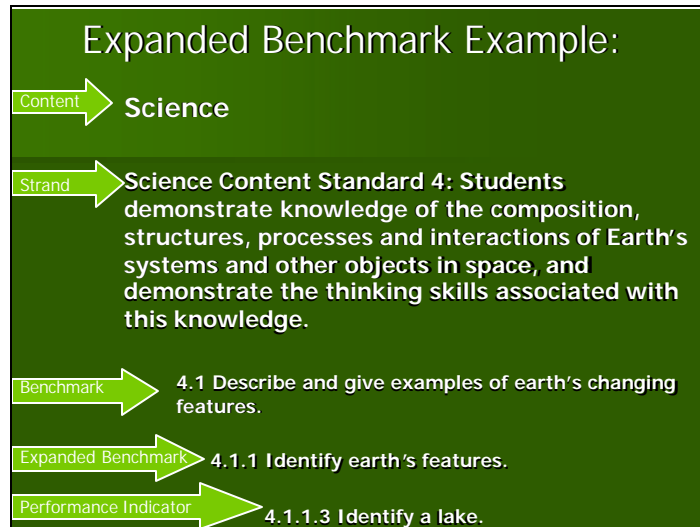 Expanded Benchmark Example:
Content
Science
Strand
Science Content Standard 4: Students
demonstrate knowledge of the composition,
structures, processes and interactions of Earth's
systems and other objects in space, and
demonstrate the thinking skills associated with
this knowledge.
Benchmark
4.1 Describe and give examples of earth's changing
features.
Expanded Benchmark
4.1.1 Identify earth's features.
Performance Indicator
4.1.1.3 Identify a lake.